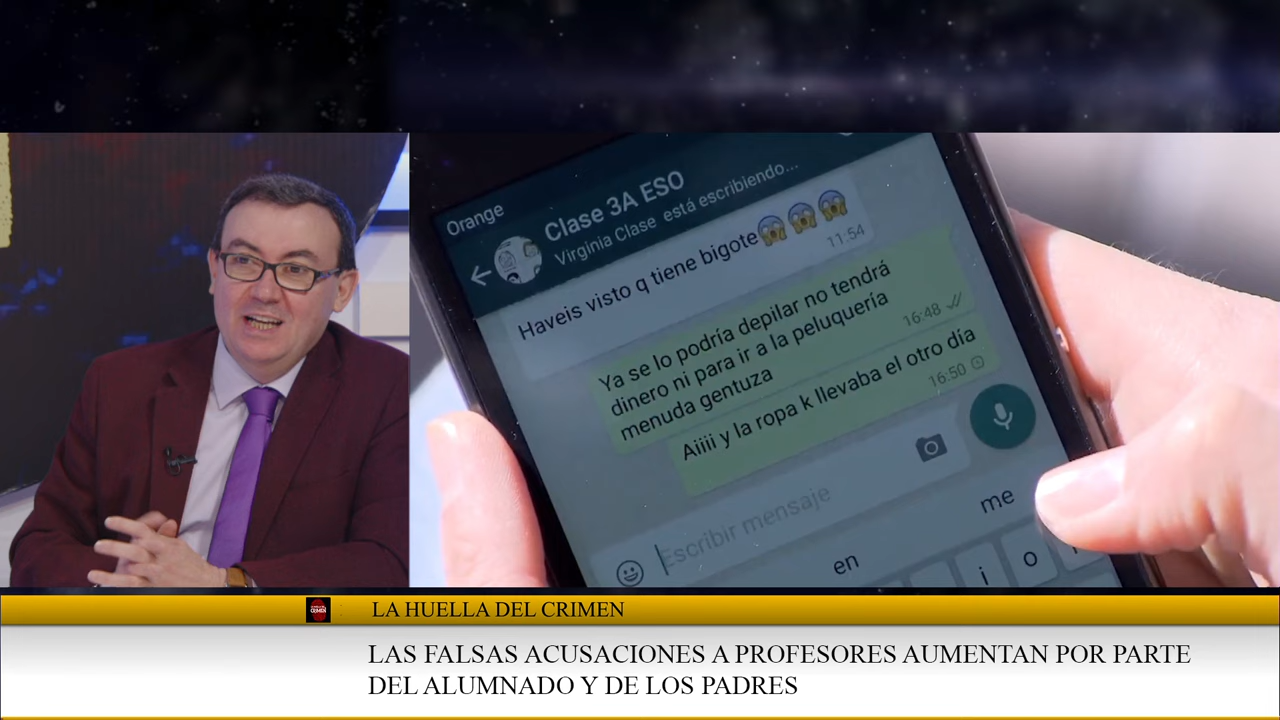 Orange
Clase 3A ESO
Virginia Clase está escribiendo...
Haveis visto q tiene bigote😱😱😱
11:54
Ya se lo podría depilar no tendrá
dinero ni para ir a la peluquería
menuda gentuza
16:48
Aiiii y la ropa k llevaba el otro día
16:50
Escribir mensaje
en
me
i
o
LA HUELLA DEL CRIMEN
LAS FALSAS ACUSACIONES A PROFESORES AUMENTAN POR PARTE
DEL ALUMNADO Y DE LOS PADRES